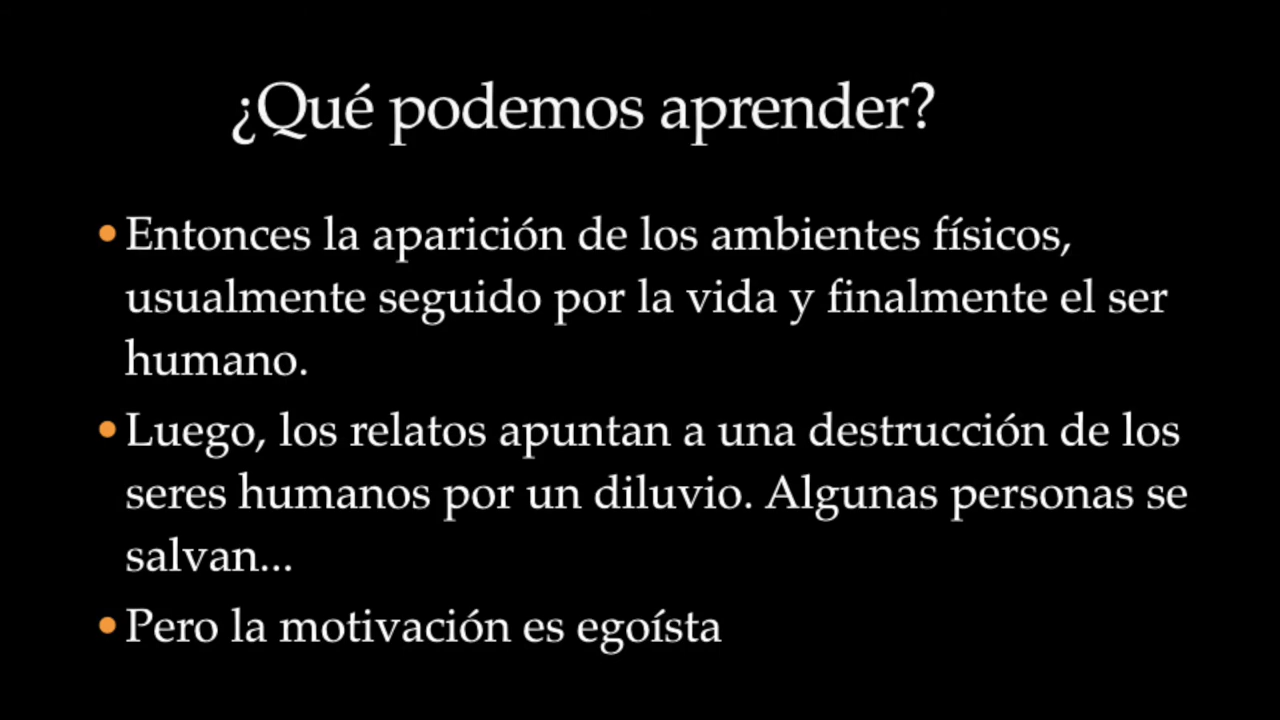 ¿Qué podemos aprender?
•Entonces la aparición de los ambientes físicos,
usualmente seguido por la vida y finalmente el ser
humano.
•Luego, los relatos apuntan a una destrucción de los
seres humanos por un diluvio. Algunas personas se
salvan...
•Pero la motivación es egoísta